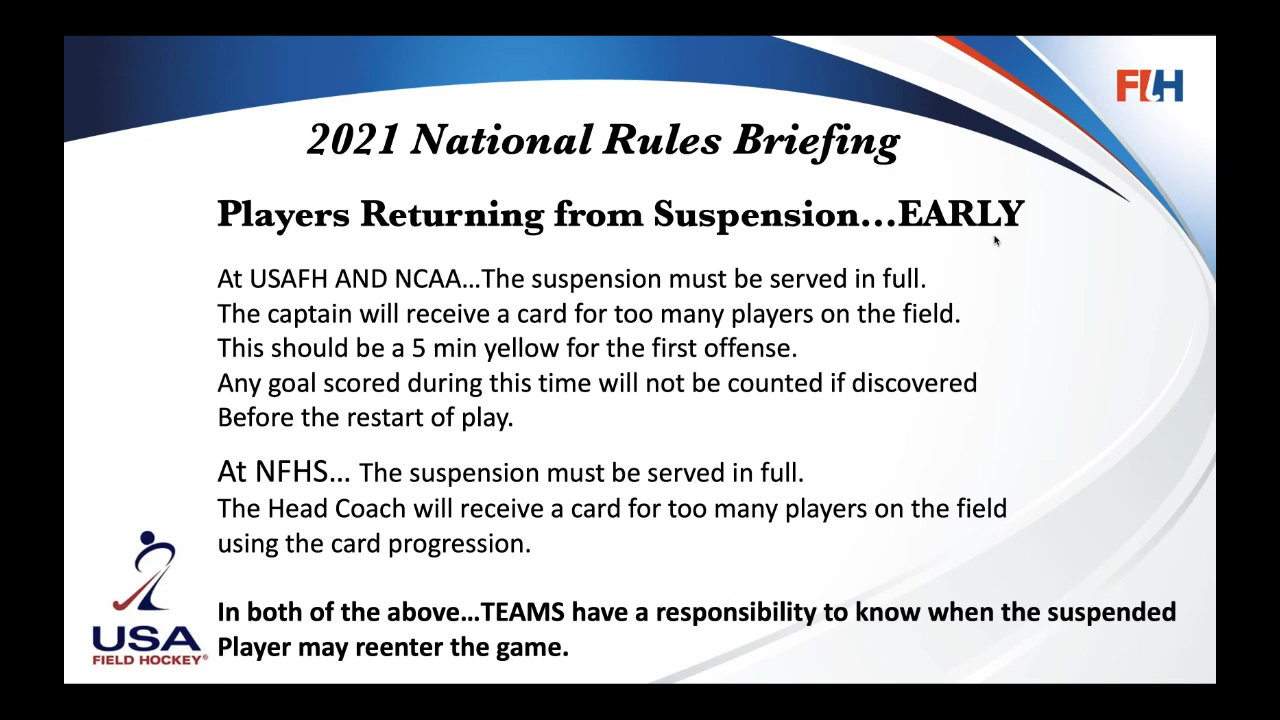 FIH
2021 National Rules Briefing
Players Returning from Suspension...EARLY
At USAFH AND NCAA...The suspension must be served in full.
The captain will receive a card for too many players on the field.
This should be a 5 min yellow for the first offense.
Any goal scored during this time will not be counted if discovered
Before the restart of play.
At NFHS... The suspension must be served in full.
The Head Coach will receive a card for too many players on the field
using the card progression.
In both of the above...TEAMS have a responsibility to know when the suspended
Player may reenter the game.
USA
FIELD HOCKEY®